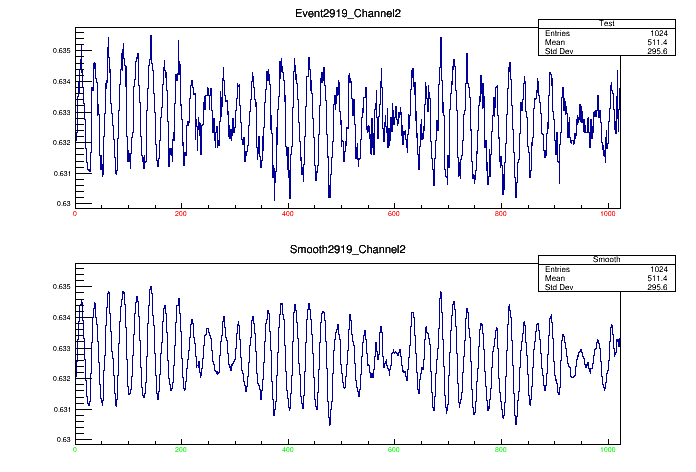 Event2919_Channel2
Test
Entries 1024
Mean 511.4
Std Dev 295.6
0.635
0.634
0.633
0.632
0.631
0.63
0 200 400 600 800 1000
Smooth2919_Channel2
Smooth
Entries 1024
Mean 511.4
Std Dev 295.6
0.635
0.634
0.633
0.632
0.631
0.63
0 200 400 600 800 1000